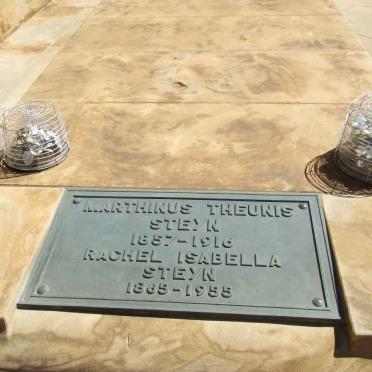 MARTHINUS THEUNIS
STEYN
1857-1916
RACHEL ISABELLA
STEYN
1865-1955